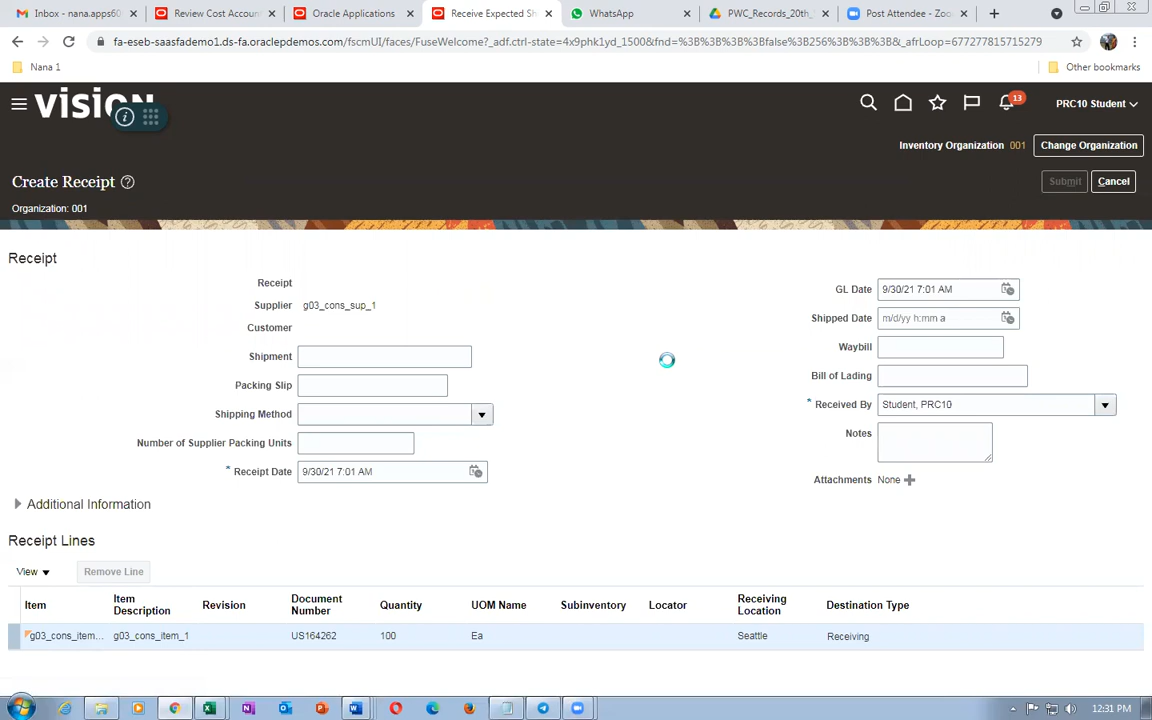 Inbox - nana.apps60
Review Cost Accoun
Oracle Applications
Receive Expected Sh
WhatsApp
PWC_Records_20th_
Post Attendee - Zoo
fa-eseb-saasfademo1.ds-fa.oraclepdemos.com/fscmUI/faces/FuseWelcome?_adf.ctrl-state=4x9phk1yd_1500&fnd=%3B%3B%3B%3Bfalse%3B256%3B%3B%3B&_afrLoop=677277815715279
Nana 1
Other bookmarks
vision
13
PRC10 Student
Inventory Organization 001 Change Organization
Create Receipt ?
Submit Cancel
Organization: 001
Receipt
Receipt
Supplier g03_cons_sup_1
Customer
Shipment
Packing Slip
Shipping Method
Number of Supplier Packing Units
* Receipt Date 9/30/21 7:01 AM
GL Date 9/30/21 7:01 AM
Shipped Date m/d/yy h:mm a
Waybill
Bill of Lading
* Received By Student, PRC10
Notes
Attachments None
Additional Information
Receipt Lines
View Remove Line
Item Item Description Revision Document Number Quantity UOM Name Subinventory Locator Receiving Location Destination Type
g03_cons_item... g03_cons_item_1 US164262 100 Ea Seattle Receiving
12:31 PM